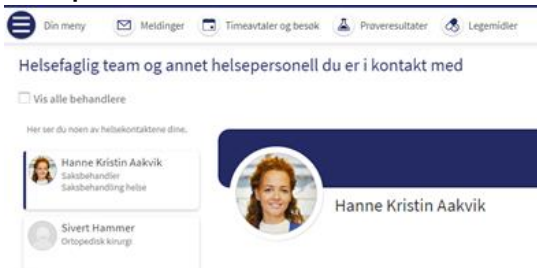 Din meny Meldinger Timeavtaler og besøk Prøveresultater Legemidler
Helsefaglig team og annet helsepersonell du er i kontakt med
Vis alle behandlere
Her ser du noen av helsekontaktene dine.
Hanne Kristin Aakvik
Saksbehandler
Saksbehandling helse
Sivert Hammer
Ortopedisk kirurgi
Hanne Kristin Aakvik